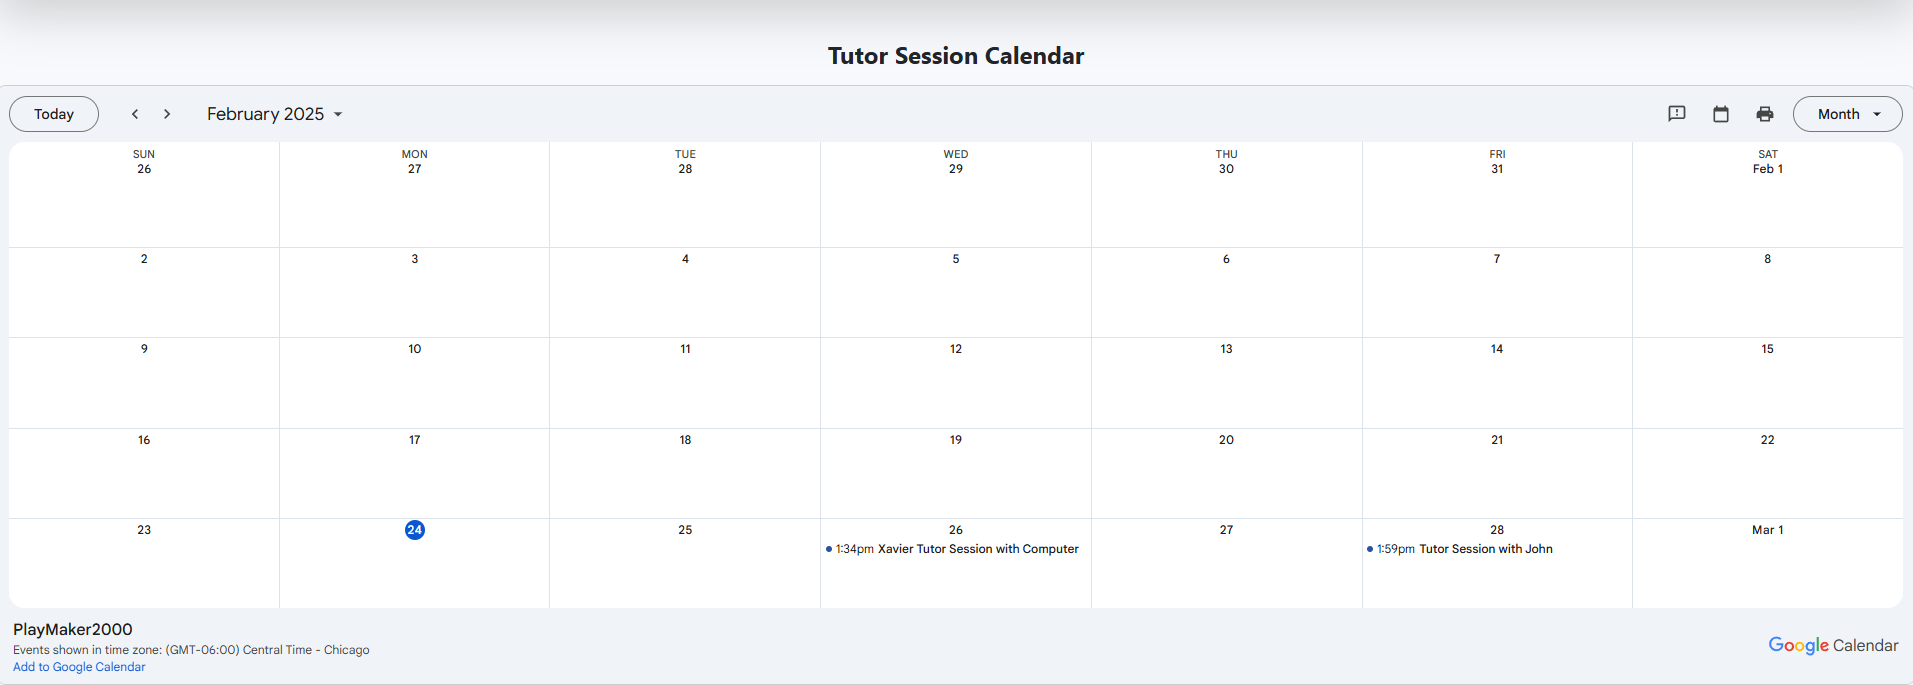 Tutor Session Calendar
Today
February 2025
Month
SUN MON TUE WED THU FRI SAT
26 27 28 29 30 31 Feb 1
2 3 4 5 6 7 8
9 10 11 12 13 14 15
16 17 18 19 20 21 22
23 24 25 26 27 28 Mar 1
1:34pm Xavier Tutor Session with Computer
1:59pm Tutor Session with John
PlayMaker2000
Events shown in time zone: (GMT-06:00) Central Time - Chicago
Add to Google Calendar
Google Calendar